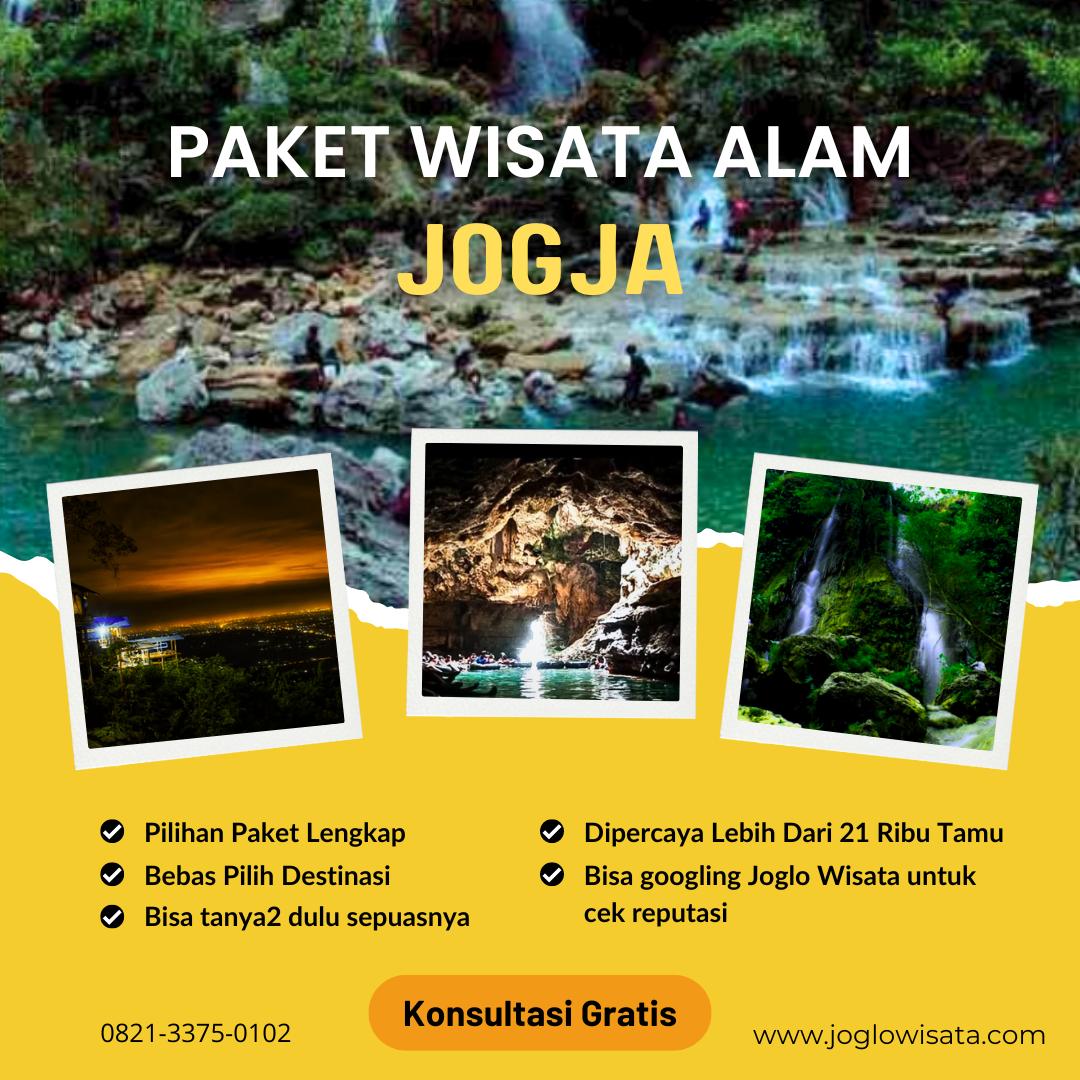 PAKET WISATA ALAM
JOGJA
Pilihan Paket Lengkap
Bebas Pilih Destinasi
Bisa tanya2 dulu sepuasnya
Dipercaya Lebih Dari 21 Ribu Tamu
Bisa googling Joglo Wisata untuk
cek reputasi
Konsultasi Gratis
0821-3375-0102
www.joglowisata.com